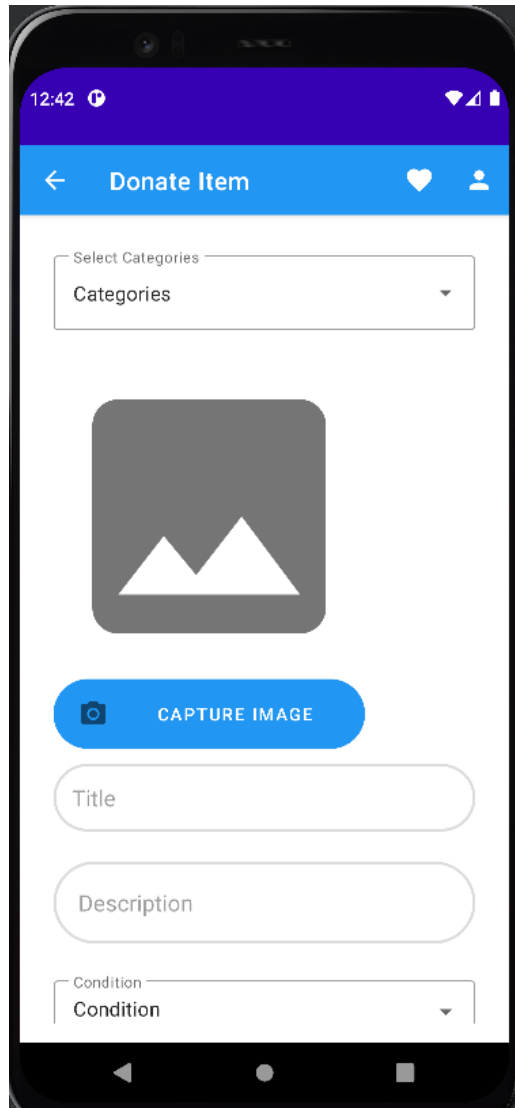 12:42
Donate Item
Select Categories
Categories
CAPTURE IMAGE
Title
Description
Condition
Condition